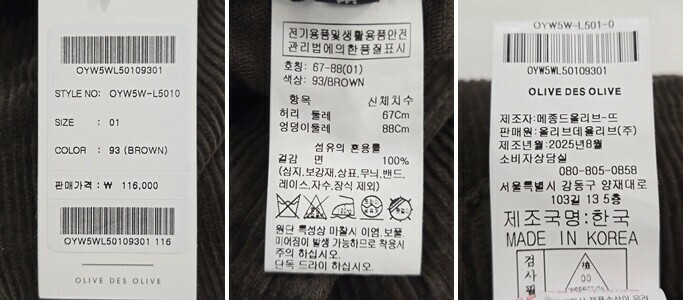 OYW5WL50109301
STYLE NO: OYW5W-L5010
SIZE : 01
COLOR : 93 (BROWN)
판매가격 : ₩ 116,000
OYW5WL50109301 116
OLIVE DES OLIVE
전기용품및생활용품안전
관리법에의한품질표시
호칭: 67-88(01)
색상: 93/BROWN
항목 신체치수
허리 둘레 67Cm
엉덩이둘레 88Cm
섬유의 혼용률
겉감 면 100%
(심지,보강재,상표,무늬,밴드,
레이스,자수,장식 제외)
원단 특성상 마찰시 이염,보풀,
미어짐이 발생 가능하므로 착용시
주의 하십시오.
단독 드라이 하십시오.
OYW5W-L501-0
OYW5WL50109301
OLIVE DES OLIVE
제조자:메종드올리브-뜨
판매원:올리브데올리브(주)
제조년월:2025년8월
소비자상담실
080-805-0858
서울특별시 강동구 양재대로
103길 13 5층
제조국명:한국
MADE IN KOREA
검사필